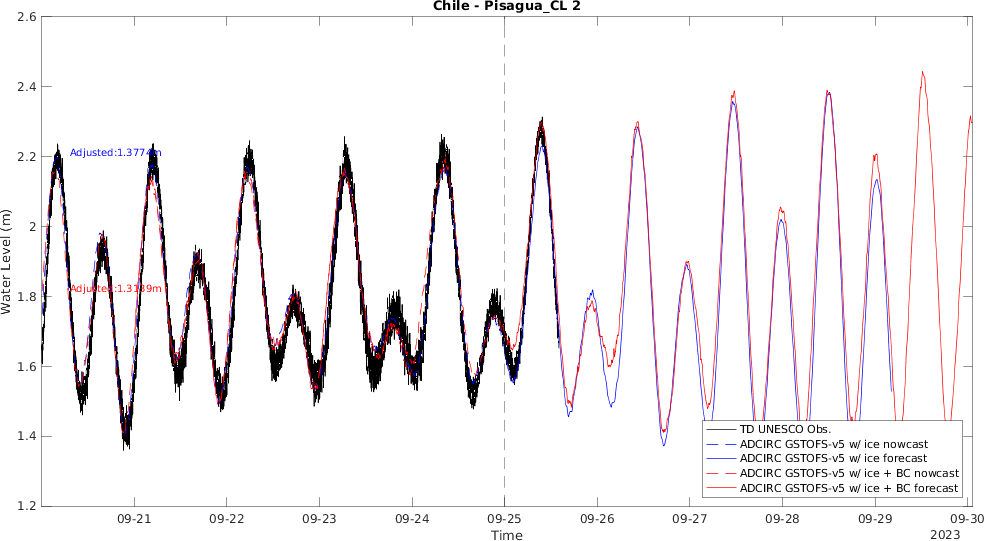 Chile - Pisagua_CL 2
2.6
2.4
2.2
2
1.8
1.6
1.4
1.2
Water Level (m)
Adjusted:1.3774m
Adjusted:1.3139m
TD UNESCO Obs.
ADCIRC GSTOFS-v5 w/ ice nowcast
ADCIRC GSTOFS-v5 w/ ice forecast
ADCIRC GSTOFS-v5 w/ ice + BC nowcast
ADCIRC GSTOFS-v5 w/ ice + BC forecast
09-21 09-22 09-23 09-24 09-25 09-26 09-27 09-28 09-29 09-30
Time
2023